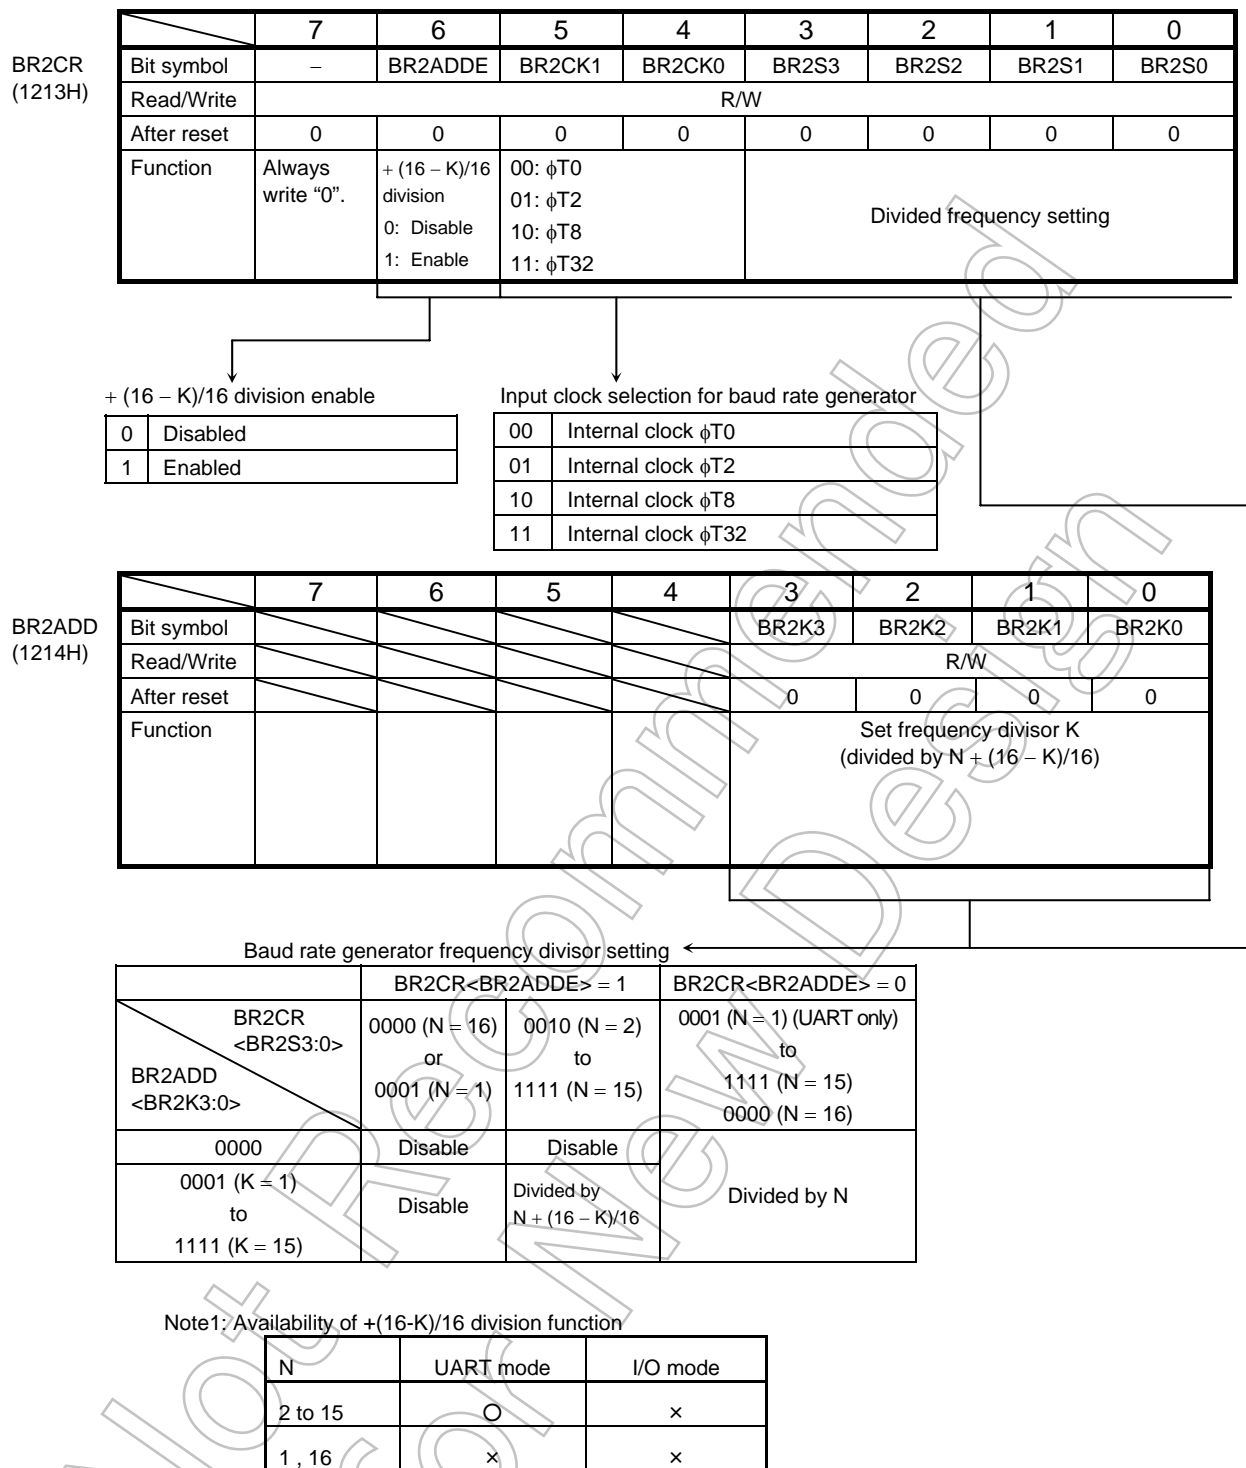 7 6 5 4 3 2 1 0
BR2CR
(1213H)
Bit symbol – BR2ADDE BR2CK1 BR2CK0 BR2S3 BR2S2 BR2S1 BR2S0
Read/Write R/W
After reset 0 0 0 0 0 0 0 0
Function
Always
write “0”.
+ (16 – K)/16
division
0: Disable
1: Enable
00: ϕT0
01: ϕT2
10: ϕT8
11: ϕT32
Divided frequency setting
+ (16 – K)/16 division enable
0 Disabled
1 Enabled
Input clock selection for baud rate generator
00 Internal clock ϕT0
01 Internal clock ϕT2
10 Internal clock ϕT8
11 Internal clock ϕT32
7 6 5 4 3 2 1 0
BR2ADD
(1214H)
Bit symbol BR2K3 BR2K2 BR2K1 BR2K0
Read/Write R/W
After reset 0 0 0 0
Function
Set frequency divisor K
(divided by N + (16 – K)/16)
Baud rate generator frequency divisor setting
BR2CR<BR2ADDE> = 1 BR2CR<BR2ADDE> = 0
BR2CR
<BR2S3:0>
BR2ADD
<BR2K3:0>
0000 (N = 16)
or
0001 (N = 1)
0010 (N = 2)
to
1111 (N = 15)
0001 (N = 1) (UART only)
to
1111 (N = 15)
0000 (N = 16)
0000 Disable Disable
0001 (K = 1)
to
1111 (K = 15)
Disable
Divided by
N + (16 – K)/16
Divided by N
Note1: Availability of +(16-K)/16 division function
N UART mode I/O mode
2 to 15 ○ ×
1 , 16 × ×
Not Recommended
for New Design